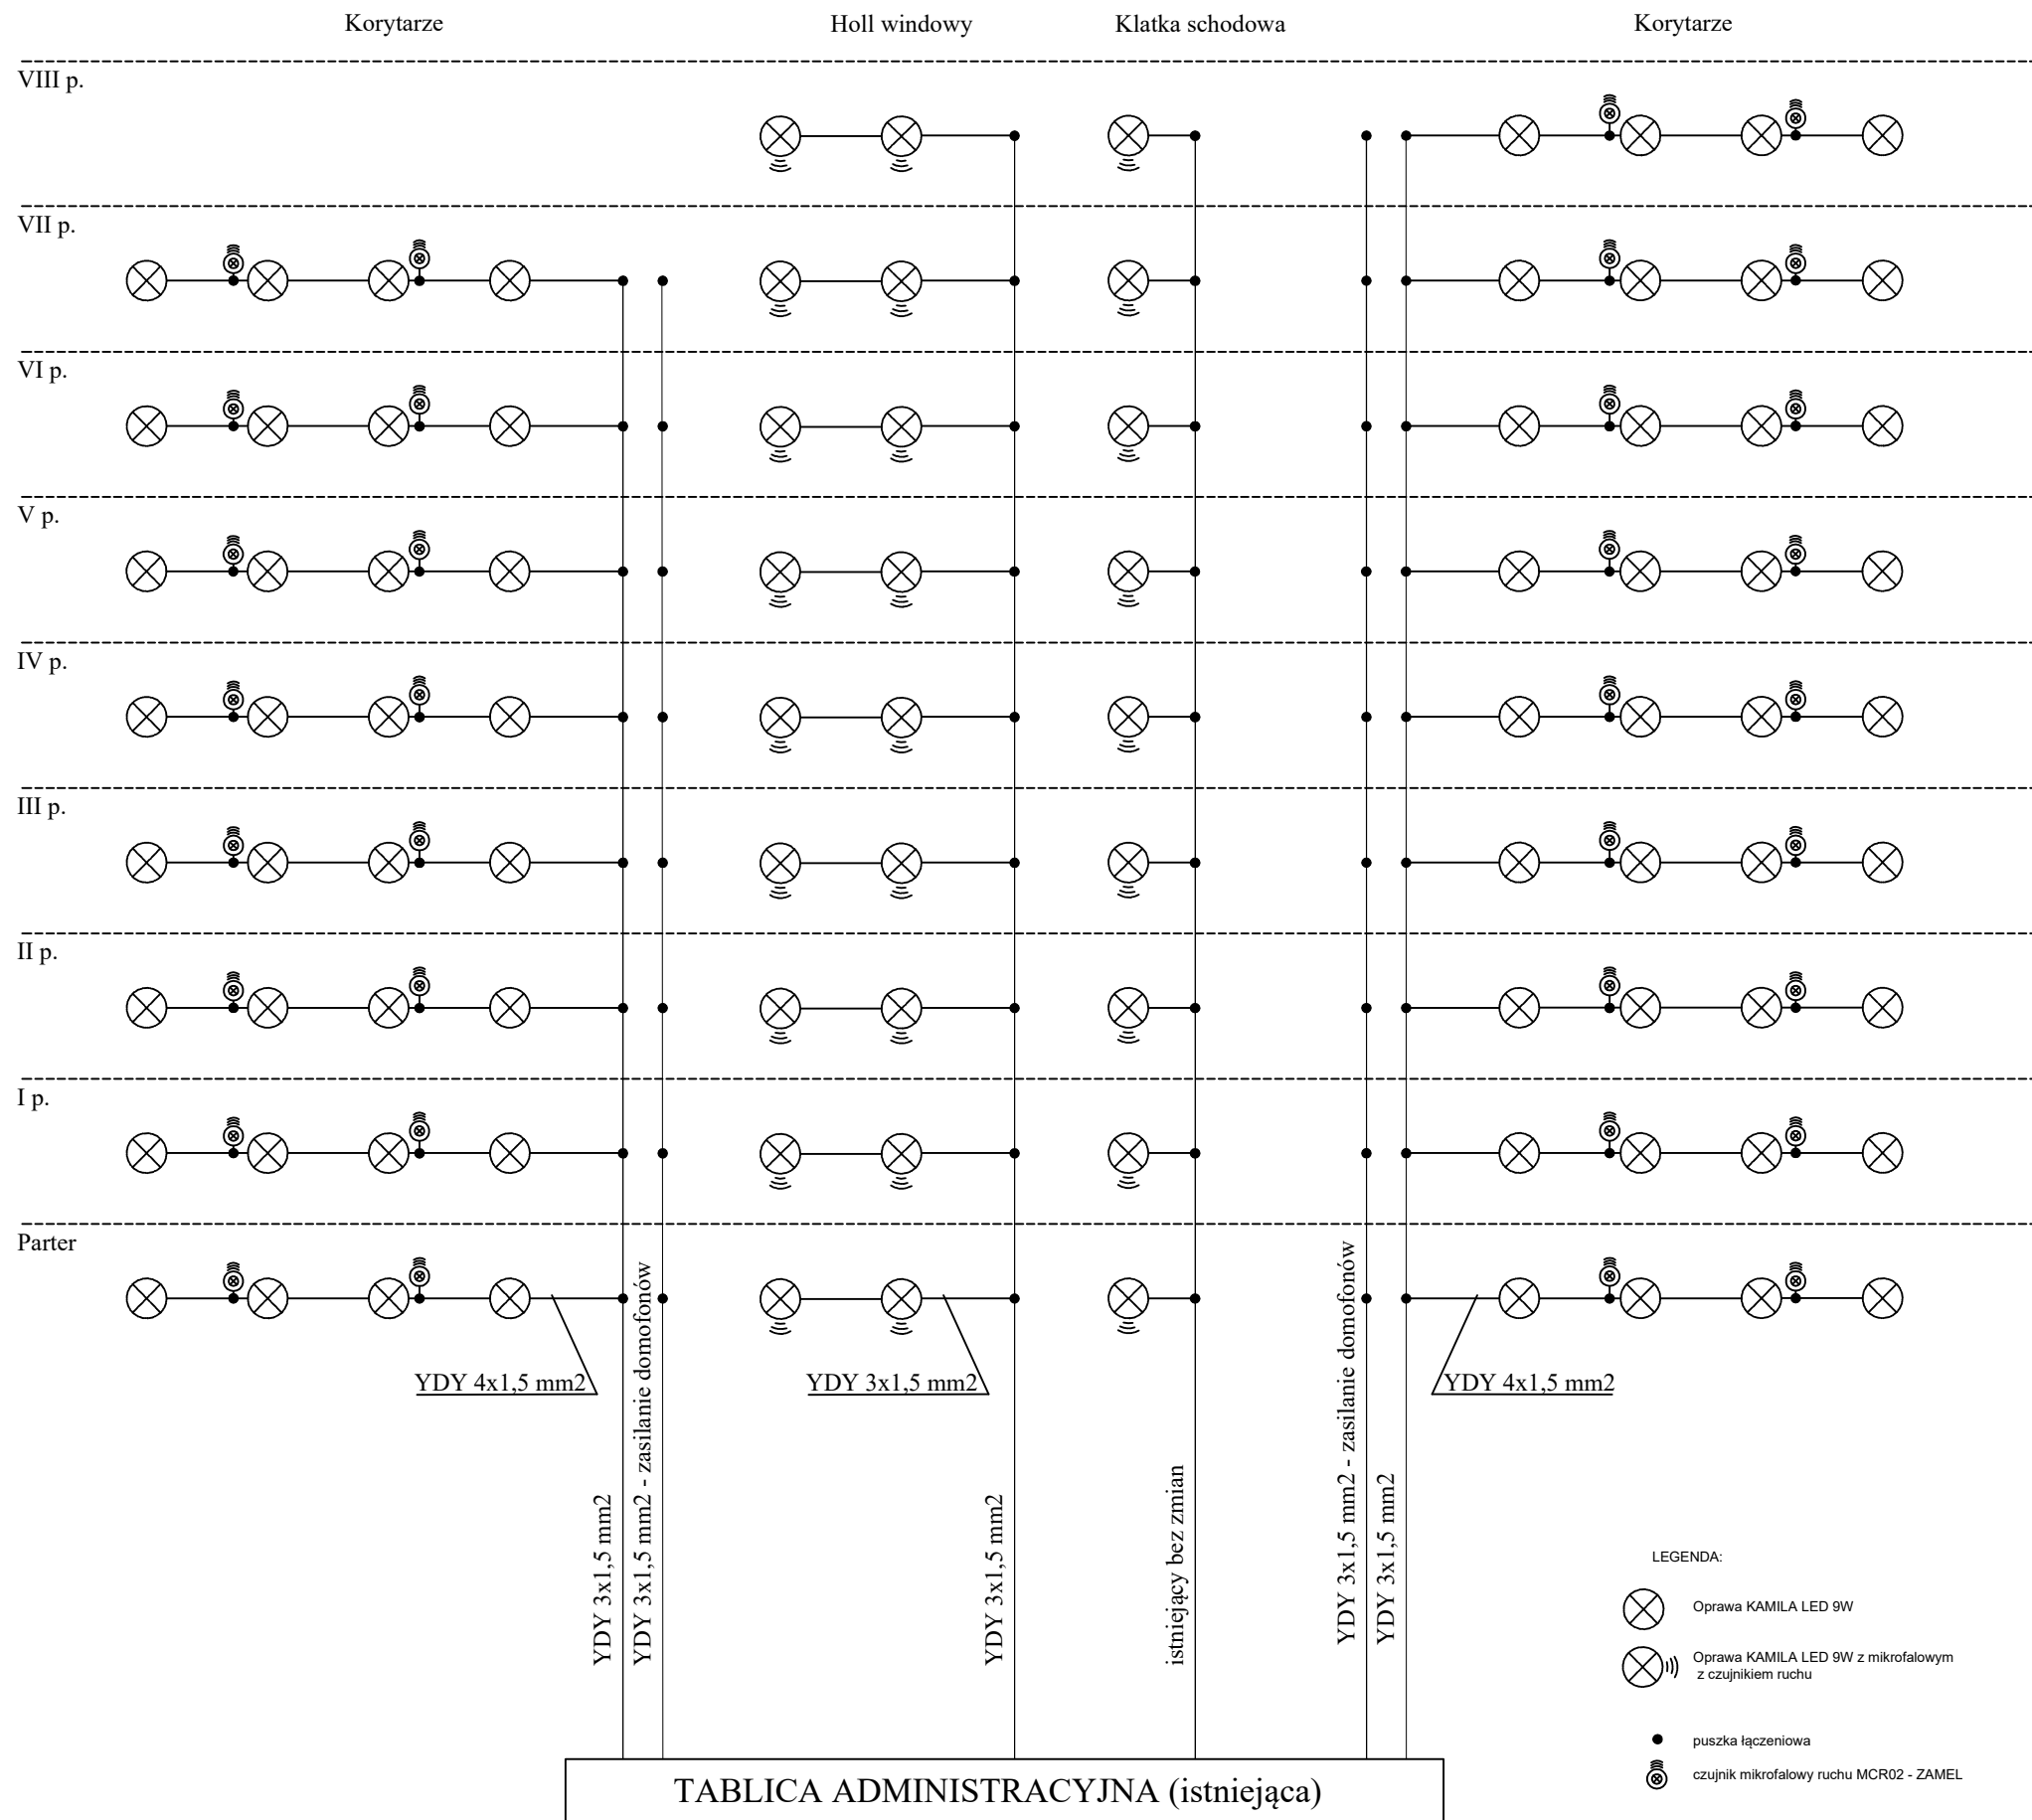 Korytarze
Holl windowy
Klatka schodowa
Korytarze
VIII p.
VII p.
VI p.
V p.
IV p.
III p.
II p.
I p.
Parter
YDY 4x1,5 mm2
YDY 3x1,5 mm2
YDY 4x1,5 mm2
YDY 3x1,5 mm2
YDY 3x1,5 mm2 - zasilanie domofonów
YDY 3x1,5 mm2
istniejący bez zmian
YDY 3x1,5 mm2 - zasilanie domofonów
YDY 3x1,5 mm2
LEGENDA:
Oprawa KAMILA LED 9W
Oprawa KAMILA LED 9W z mikrofalowym
z czujnikiem ruchu
puszka łączeniowa
czujnik mikrofalowy ruchu MCR02 - ZAMEL
TABLICA ADMINISTRACYJNA (istniejąca)